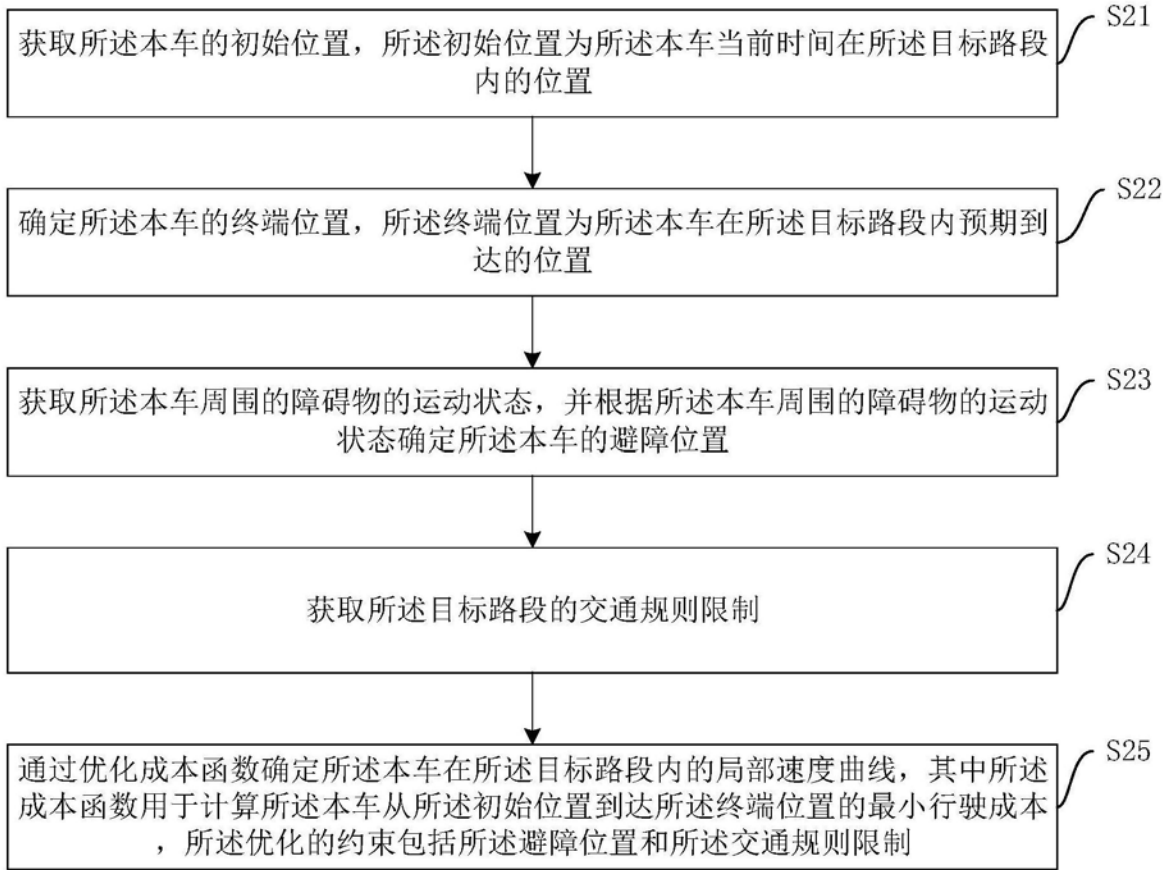 S21
获取所述本车的初始位置，所述初始位置为所述本车当前时间在所述目标路段
内的位置
S22
确定所述本车的终端位置，所述终端位置为所述本车在所述目标路段内预期到
达的位置
S23
获取所述本车周围的障碍物的运动状态，并根据所述本车周围的障碍物的运动
状态确定所述本车的避障位置
S24
获取所述目标路段的交通规则限制
S25
通过优化成本函数确定所述本车在所述目标路段内的局部速度曲线，其中所述
成本函数用于计算所述本车从所述初始位置到达所述终端位置的最小行驶成本
，所述优化的约束包括所述避障位置和所述交通规则限制